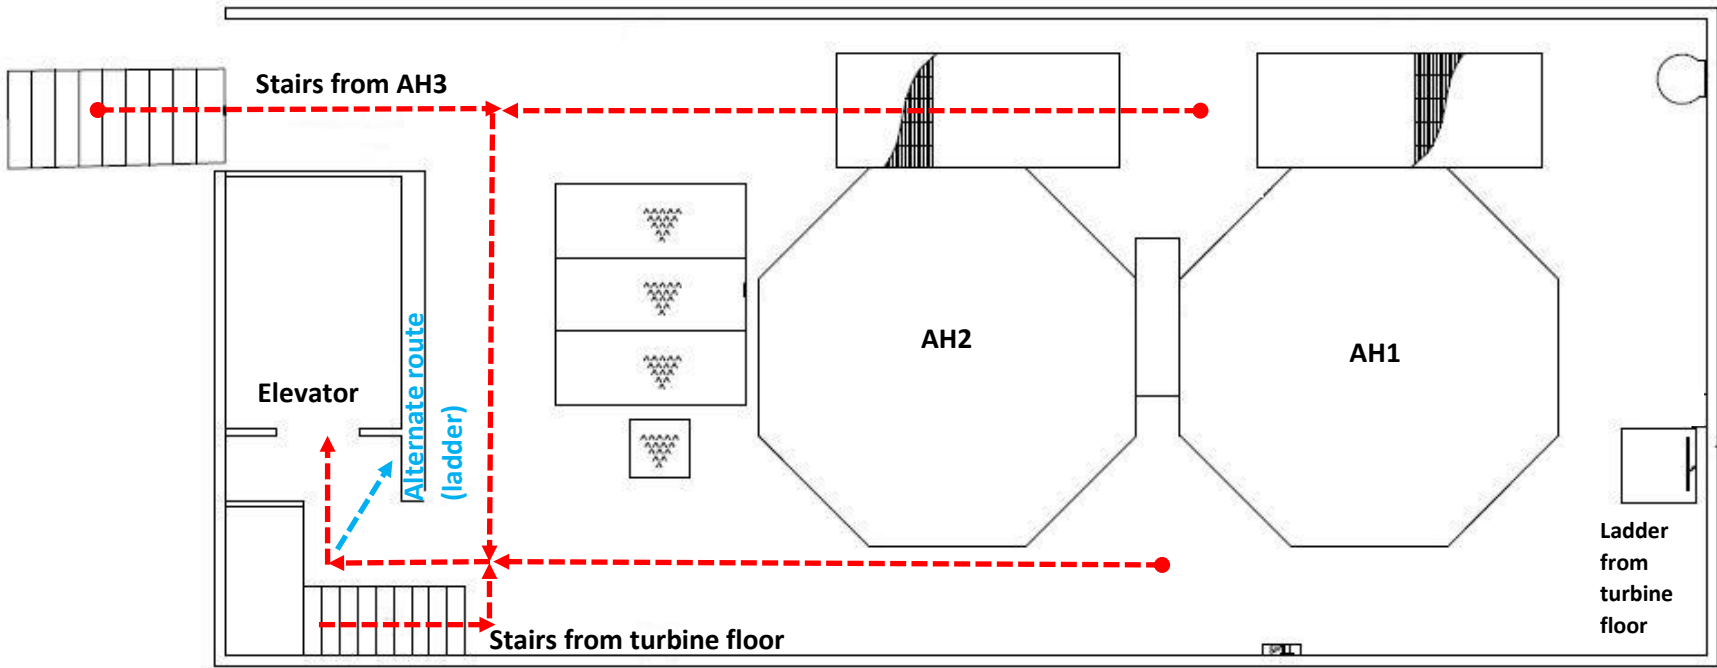 Stairs from AH3
AH2
AH1
Elevator
Alternate route
(ladder)
Ladder
from
turbine
floor
Stairs from turbine floor